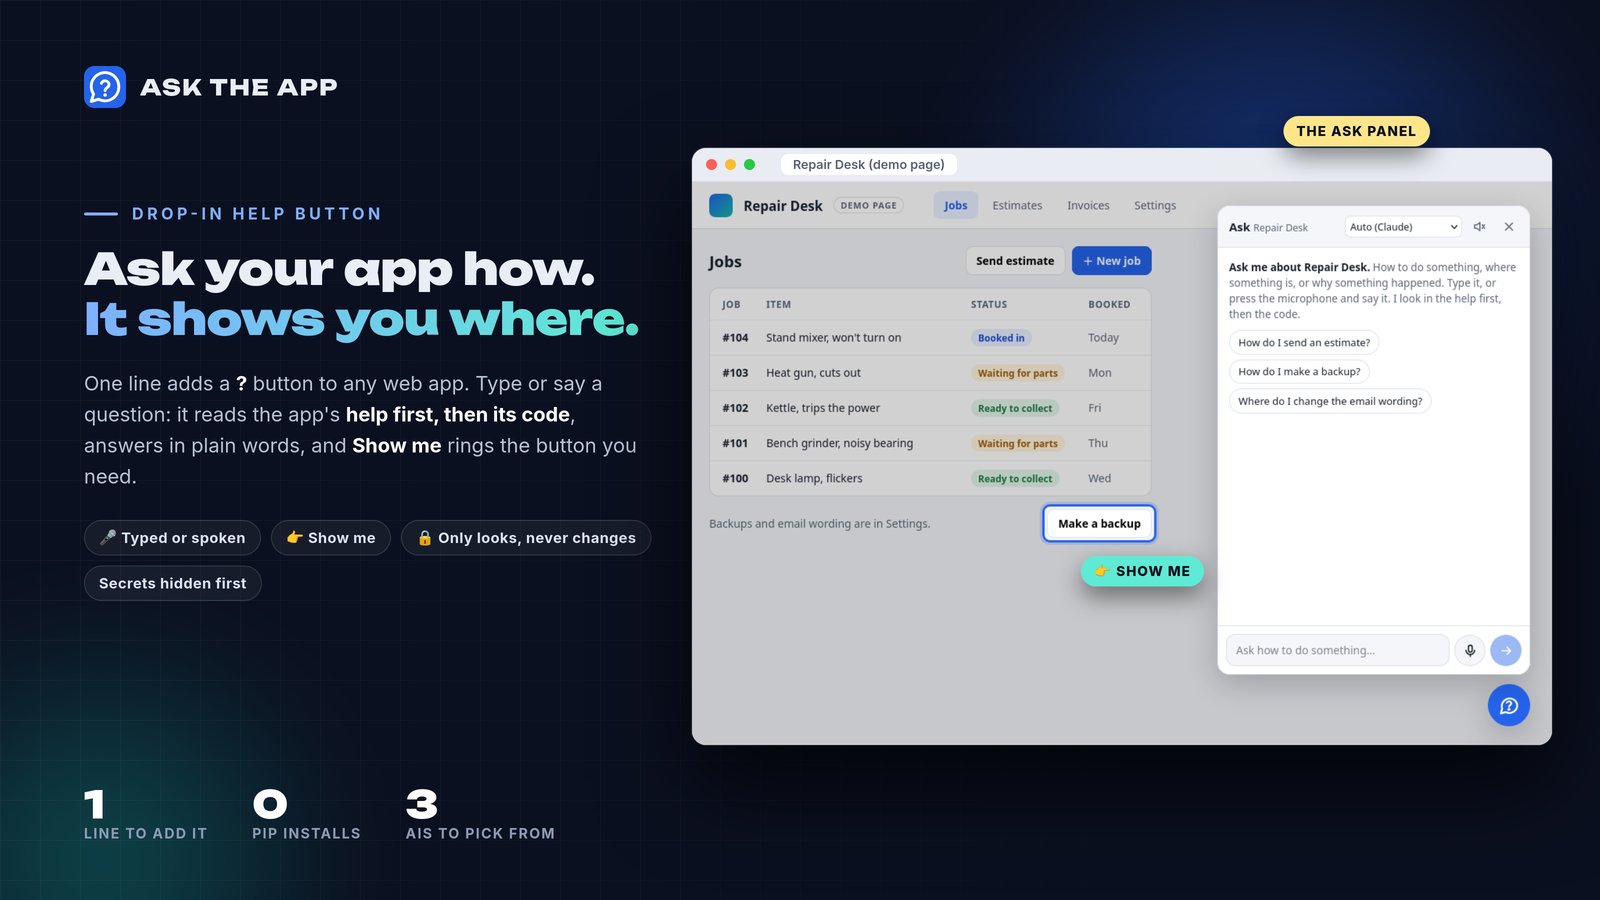 ASK THE APP
DROP-IN HELP BUTTON
Ask your app how.
It shows you where.
One line adds a ? button to any web app. Type or say a
question: it reads the app's help first, then its code,
answers in plain words, and Show me rings the button you
need.
🎤 Typed or spoken
👉 Show me
🔒 Only looks, never changes
Secrets hidden first
1
LINE TO ADD IT
0
PIP INSTALLS
3
AIS TO PICK FROM
THE ASK PANEL
Repair Desk (demo page)
Repair Desk DEMO PAGE Jobs Estimates Invoices Settings
Jobs Send estimate + New job
JOB ITEM STATUS BOOKED
#104 Stand mixer, won't turn on Booked in Today
#103 Heat gun, cuts out Waiting for parts Mon
#102 Kettle, trips the power Ready to collect Fri
#101 Bench grinder, noisy bearing Waiting for parts Thu
#100 Desk lamp, flickers Ready to collect Wed
Backups and email wording are in Settings. Make a backup
👉 SHOW ME
Ask Repair Desk Auto (Claude)
Ask me about Repair Desk. How to do something, where
something is, or why something happened. Type it, or
press the microphone and say it. I look in the help first,
then the code.
How do I send an estimate?
How do I make a backup?
Where do I change the email wording?
Ask how to do something...